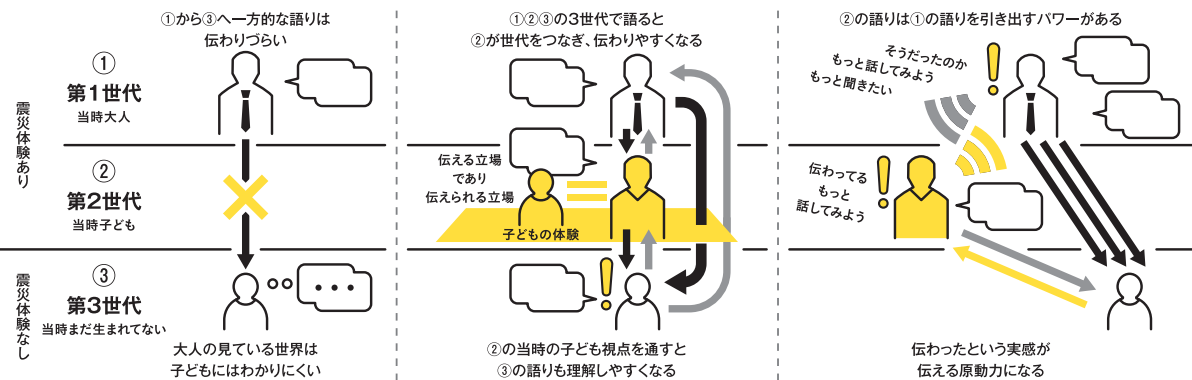 震災体験あり
震災体験なし
①
第1世代
当時大人
②
第2世代
当時子ども
③
第3世代
当時まだ生まれてない
①から③へ一方的な語りは
伝わりづらい
大人の見ている世界は
子どもにはわかりにくい
①②③の3世代で語ると
②が世代をつなぎ、伝わりやすくなる
伝える立場
であり
伝えられる立場
子どもの体験
②の当時の子ども視点を通すと
③の語りも理解しやすくなる
②の語りは①の語りを引き出すパワーがある
そうだったのか
もっと話してみよう
もっと聞きたい
伝わってる
もっと
話してみよう
伝わったという実感が
伝える原動力になる